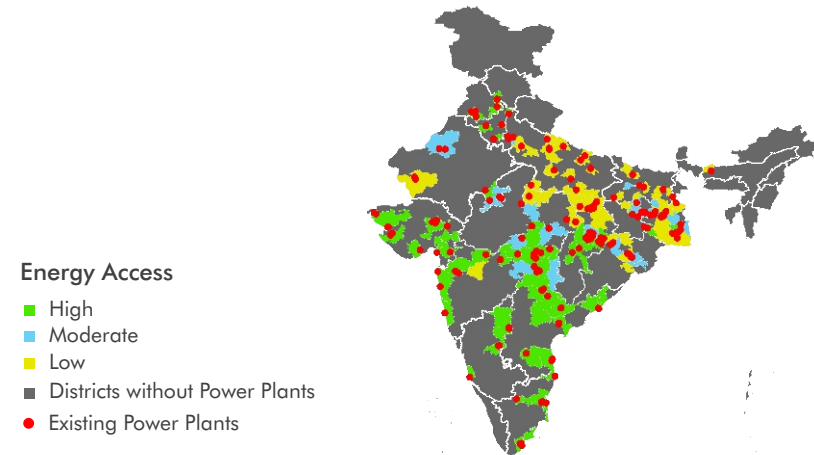 Energy Access
High
Moderate
Low
Districts without Power Plants
Existing Power Plants